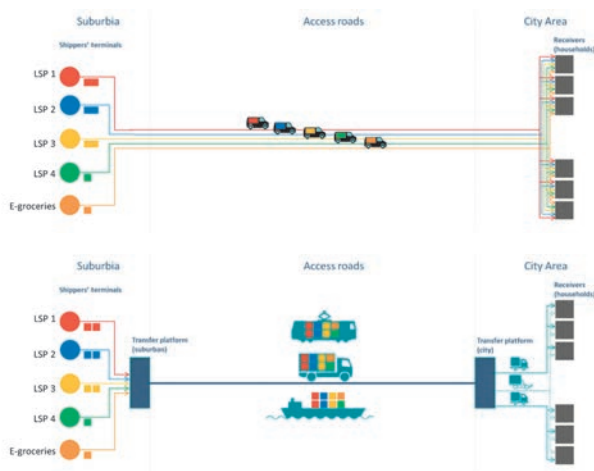 Suburbia
Access roads
City Area
Shippers' terminals
Receivers
(households)
LSP 1
LSP 2
LSP 3
LSP 4
E-groceries
Suburbia
Access roads
City Area
Shippers' terminals
Receivers
(households)
LSP 1
Transfer platform
(suburban)
Transfer platform
(city)
LSP 2
LSP 3
LSP 4
E-groceries